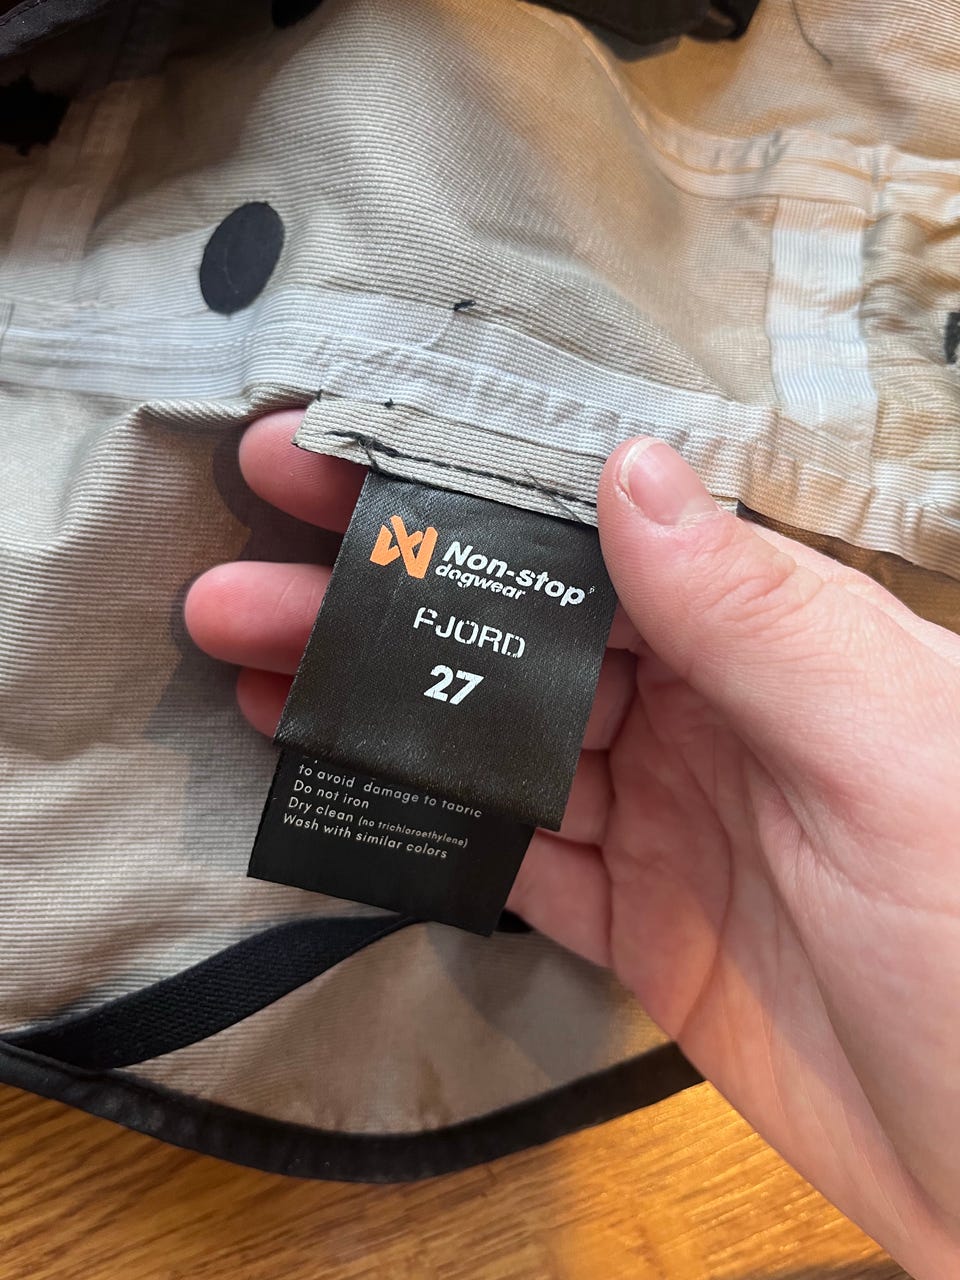 Non-stop
dogwear
FJORD
27
to avoid damage to fabric
Do not iron
Dry clean (no trichloroethylene)
Wash with similar colors